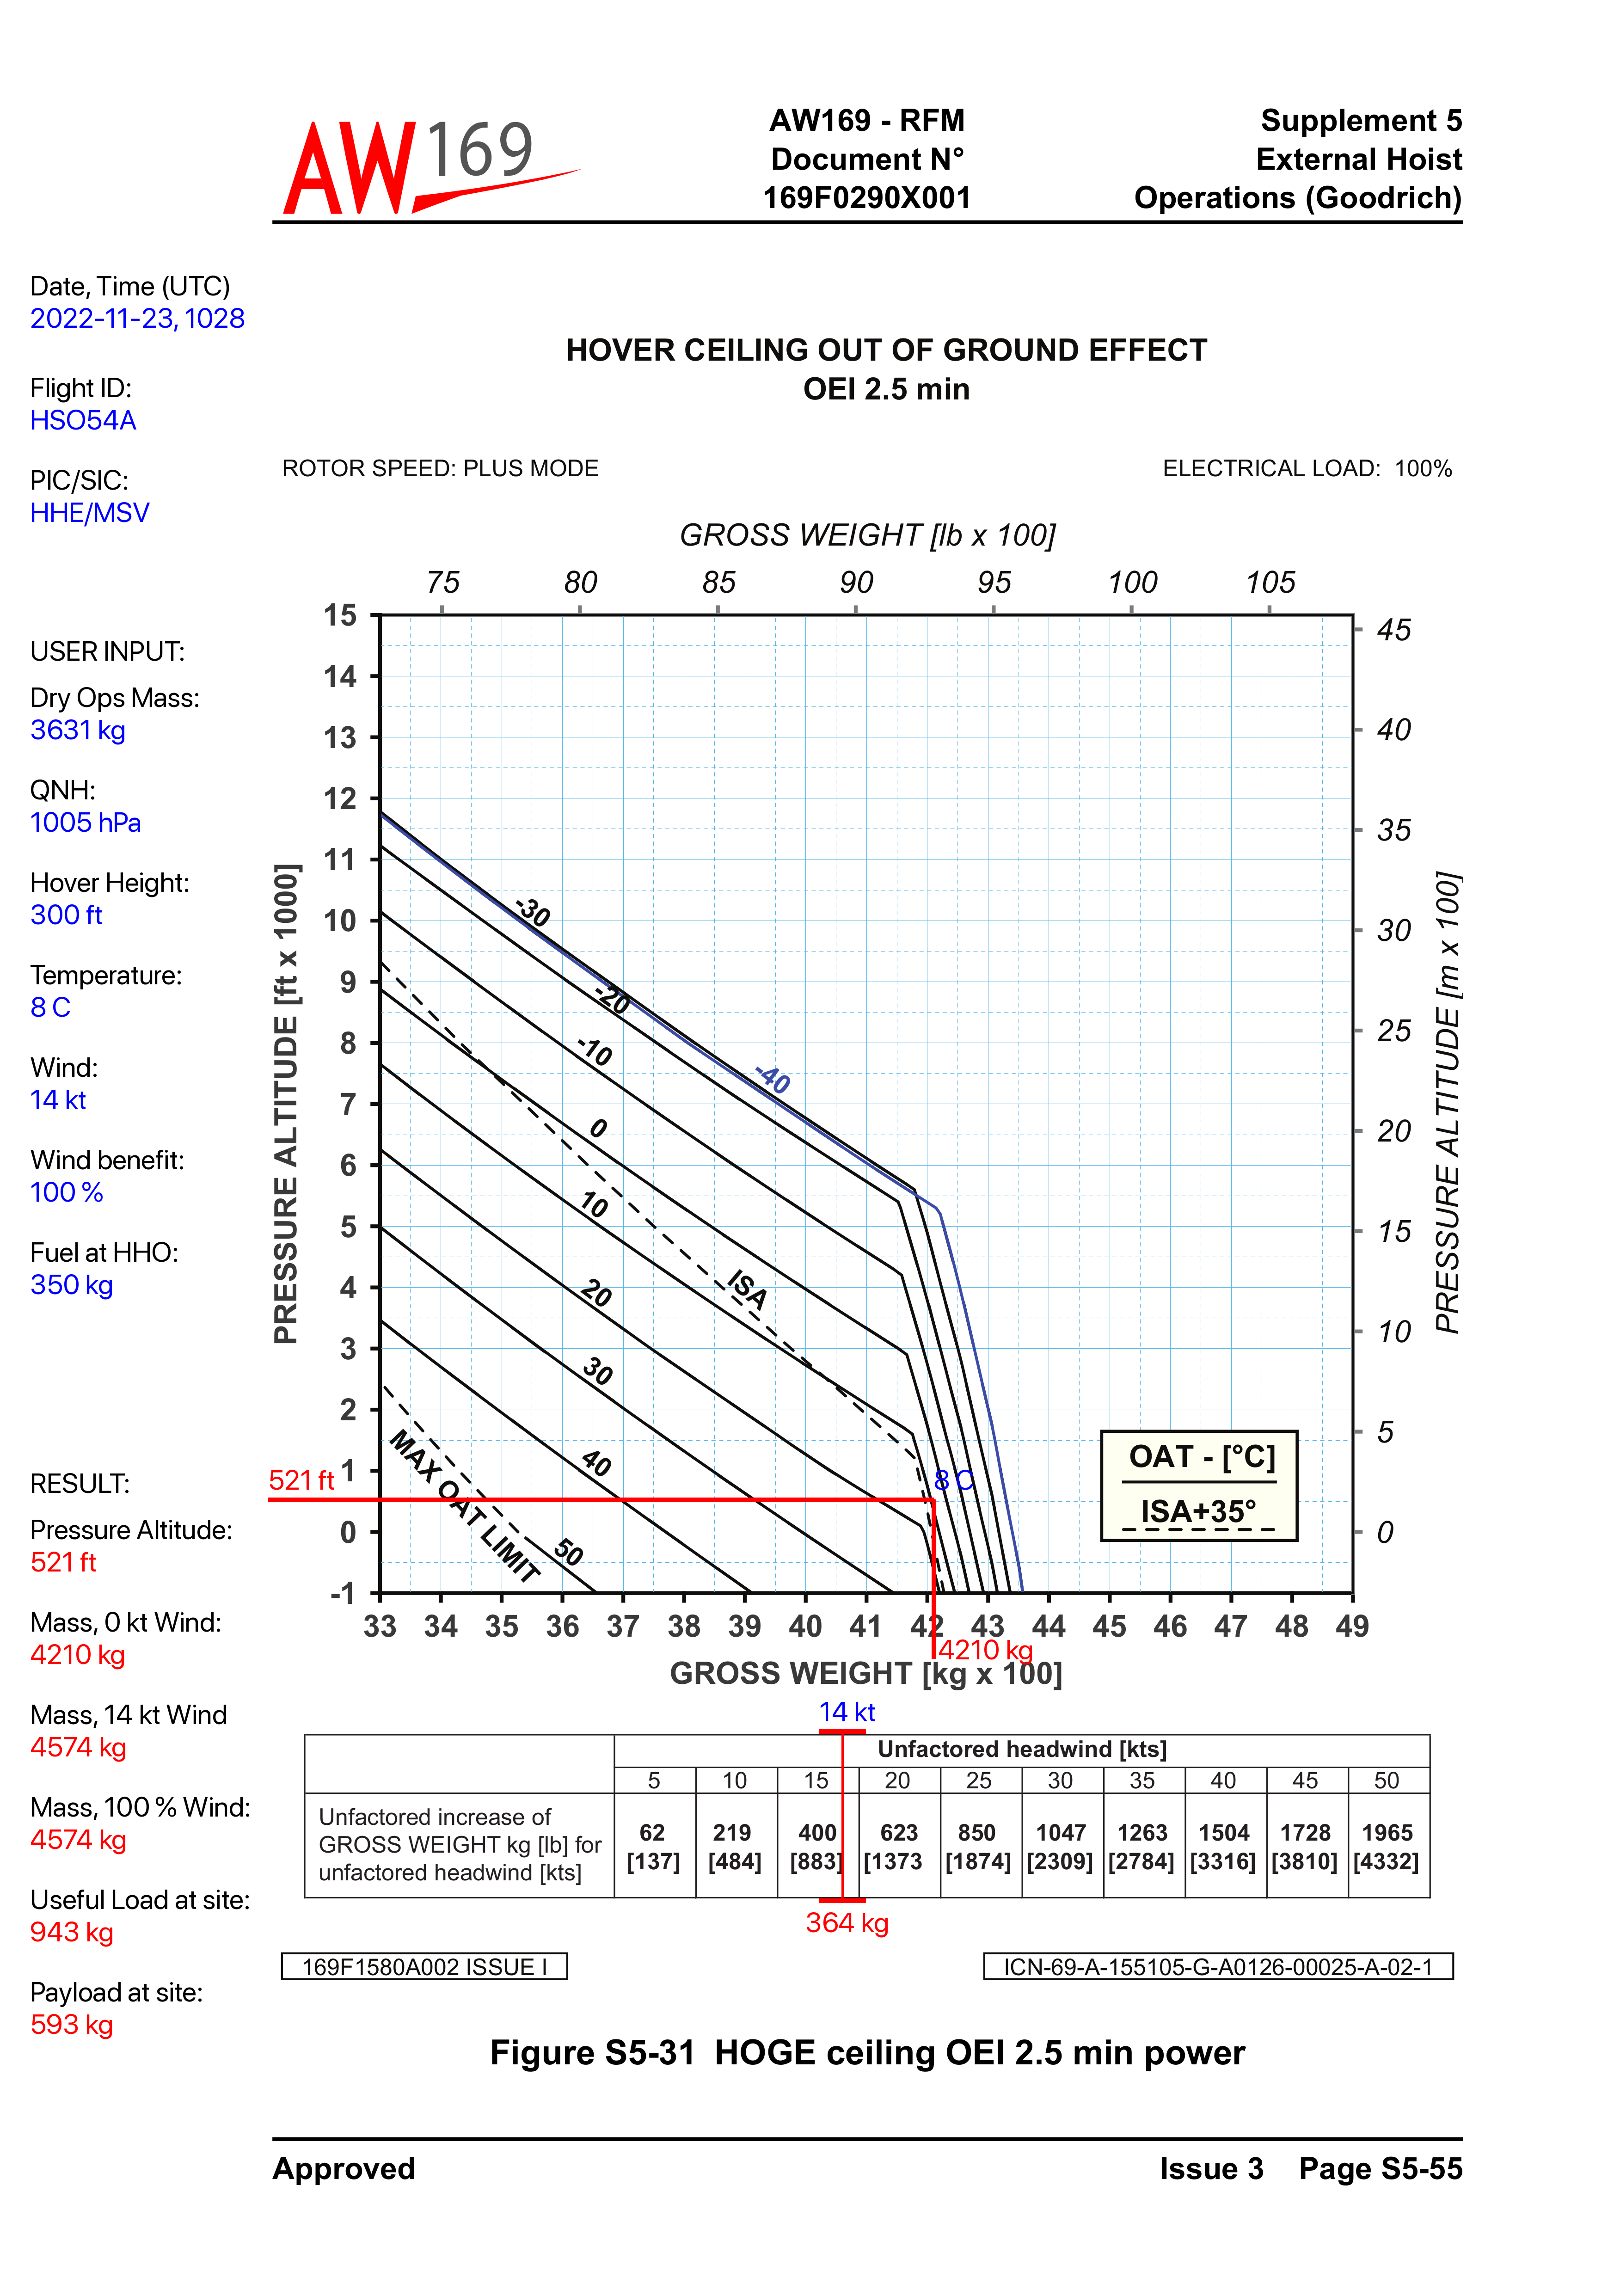 AW169
AW169 - RFM
Document N°
169F0290X001
Supplement 5
External Hoist
Operations (Goodrich)
Date, Time (UTC)
2022-11-23, 1028
Flight ID:
HSO54A
PIC/SIC:
HHE/MSV
USER INPUT:
Dry Ops Mass:
3631 kg
QNH:
1005 hPa
Hover Height:
300 ft
Temperature:
8 C
Wind:
14 kt
Wind benefit:
100 %
Fuel at HHO:
350 kg
RESULT:
Pressure Altitude:
521 ft
Mass, 0 kt Wind:
4210 kg
Mass, 14 kt Wind
4574 kg
Mass, 100 % Wind:
4574 kg
Useful Load at site:
943 kg
Payload at site:
593 kg
HOVER CEILING OUT OF GROUND EFFECT
OEI 2.5 min
ROTOR SPEED: PLUS MODE
ELECTRICAL LOAD: 100%
GROSS WEIGHT [lb x 100]
75 80 85 90 95 100 105
PRESSURE ALTITUDE [ft x 1000]
15
14
13
12
11
10
9
8
7
6
5
4
3
2
1
0
-1
521 ft
-30
-20
-40
-10
0
10
ISA
20
30
40
50
MAX OAT LIMIT
8 C
OAT - [°C]
ISA+35°
45
40
35
30
25
20
15
10
5
0
PRESSURE ALTITUDE [m x 100]
33 34 35 36 37 38 39 40 41 42 43 44 45 46 47 48 49
4210 kg
GROSS WEIGHT [kg x 100]
14 kt
Unfactored headwind [kts]
5 10 15 20 25 30 35 40 45 50
Unfactored increase of
GROSS WEIGHT kg [lb] for
unfactored headwind [kts]
62 219 400 623 850 1047 1263 1504 1728 1965
[137] [484] [883] [1373 [1874] [2309] [2784] [3316] [3810] [4332]
364 kg
169F1580A002 ISSUE I
ICN-69-A-155105-G-A0126-00025-A-02-1
Figure S5-31 HOGE ceiling OEI 2.5 min power
Approved
Issue 3 Page S5-55